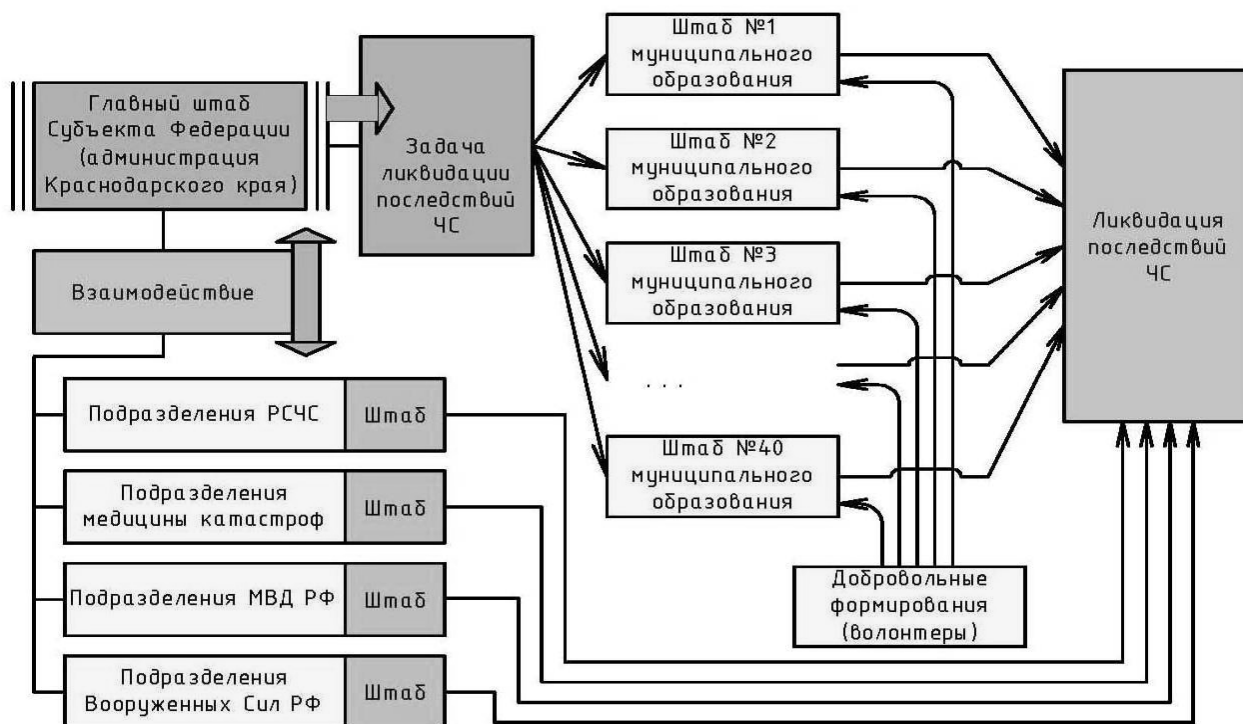 Главный штаб
Субъекта Федерации
(администрация
Краснодарского края)
Взаимодействие
Задача
ликвидации
последствий
ЧС
Штаб №1
муниципального
образования
Штаб №2
муниципального
образования
Штаб №3
муниципального
образования
...
Штаб №40
муниципального
образования
Ликвидация
последствий
ЧС
Подразделения РСЧС
Штаб
Подразделения
медицины катастроф
Штаб
Подразделения МВД РФ
Штаб
Подразделения
Вооруженных Сил РФ
Штаб
Добровольные
формирования
(волонтеры)